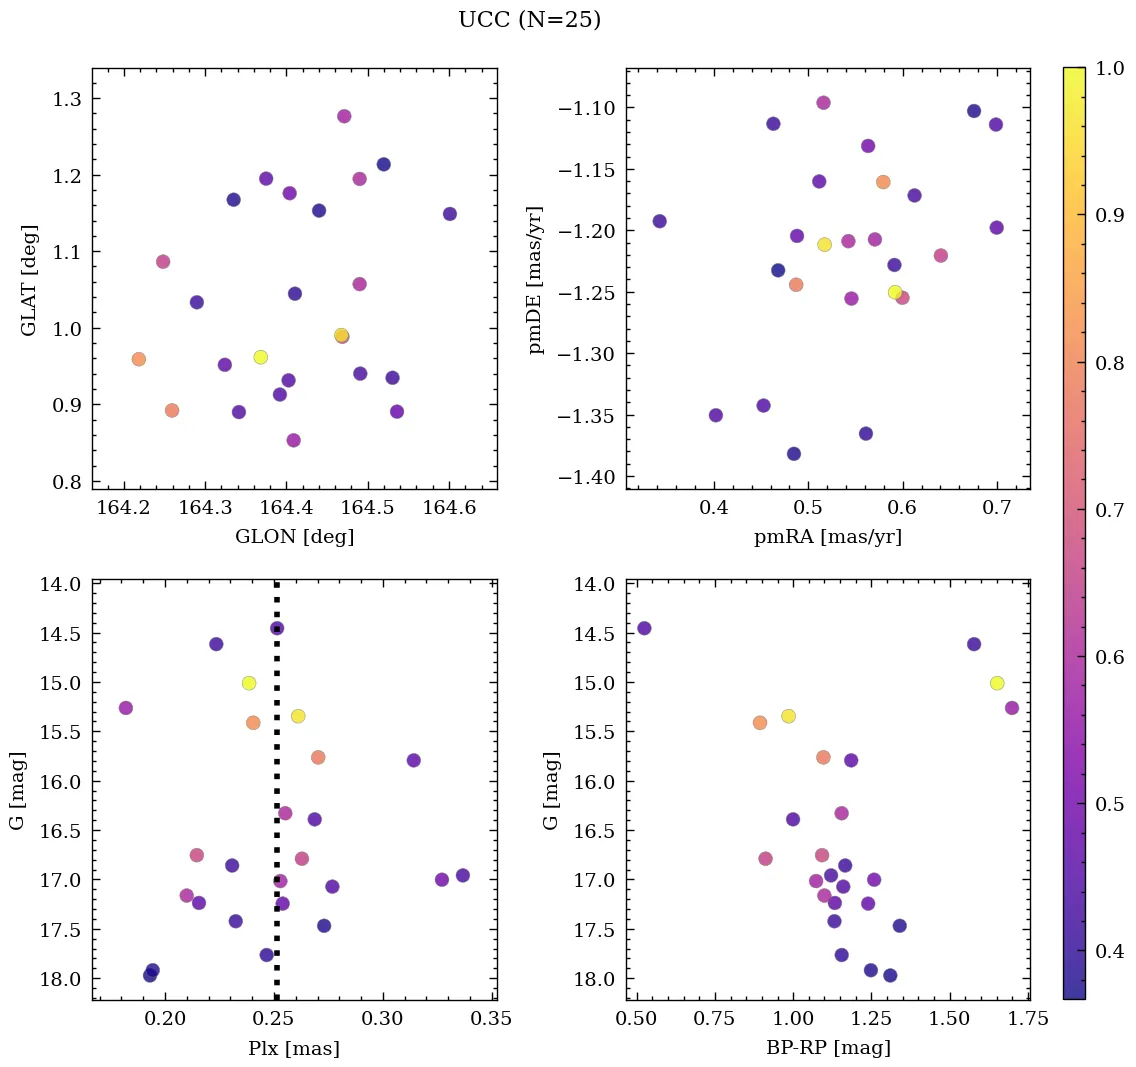 UCC (N=25)
1.3
1.2
1.1
1.0
0.9
0.8
GLAT [deg]
164.2 164.3 164.4 164.5 164.6
GLON [deg]
−1.10
−1.15
−1.20
−1.25
−1.30
−1.35
−1.40
pmDE [mas/yr]
0.4 0.5 0.6 0.7
pmRA [mas/yr]
14.0
14.5
15.0
15.5
16.0
16.5
17.0
17.5
18.0
G [mag]
0.20 0.25 0.30 0.35
Plx [mas]
14.0
14.5
15.0
15.5
16.0
16.5
17.0
17.5
18.0
G [mag]
0.50 0.75 1.00 1.25 1.50 1.75
BP-RP [mag]
1.0
0.9
0.8
0.7
0.6
0.5
0.4